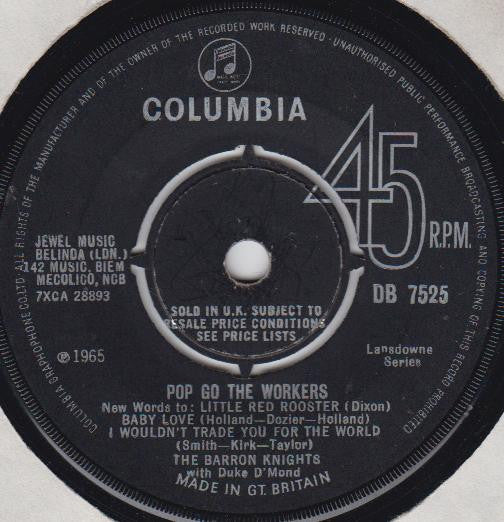 COLUMBIA GRAPHOPHONE CO. LTD. ALL RIGHTS OF THE MANUFACTURER AND OF THE OWNER OF THE RECORDED WORK RESERVED · UNAUTHORISED PUBLIC PERFORMANCE BROADCASTING AND COPYING OF THIS RECORD PROHIBITED
COLUMBIA
45
R.P.M.
JEWEL MUSIC
BELINDA (LDN.)
142 MUSIC. BIEM
MECOLICO, NCB
7XCA 28893
DB 7525
SOLD IN U.K. SUBJECT TO
RESALE PRICE CONDITIONS,
SEE PRICE LISTS
℗ 1965
Lansdowne
Series
POP GO THE WORKERS
New Words to: LITTLE RED ROOSTER (Dixon)
BABY LOVE (Holland—Dozier—Holland)
I WOULDN'T TRADE YOU FOR THE WORLD
(Smith—Kirk—Taylor)
THE BARRON KNIGHTS
with Duke D'Mond
MADE IN GT. BRITAIN